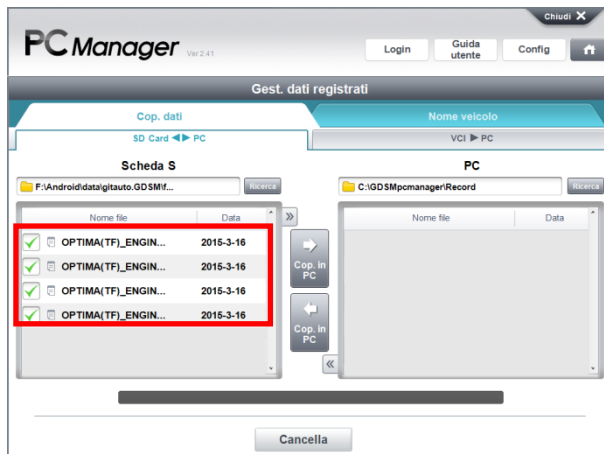 Chiudi X
PC Manager Ver 2.41
Login
Guida
utente
Config
Gest. dati registrati
Cop. dati
Nome veicolo
SD Card ◀▶ PC
VCI ▶ PC
Scheda S
PC
F:\Android\data\gitauto.GDSM\f...
Ricerca
C:\GDSMpcmanager\Record
Ricerca
Nome file
Data
Nome file
Data
OPTIMA(TF)_ENGIN... 2015-3-16
OPTIMA(TF)_ENGIN... 2015-3-16
OPTIMA(TF)_ENGIN... 2015-3-16
OPTIMA(TF)_ENGIN... 2015-3-16
Cop. in
PC
Cop. in
PC
Cancella